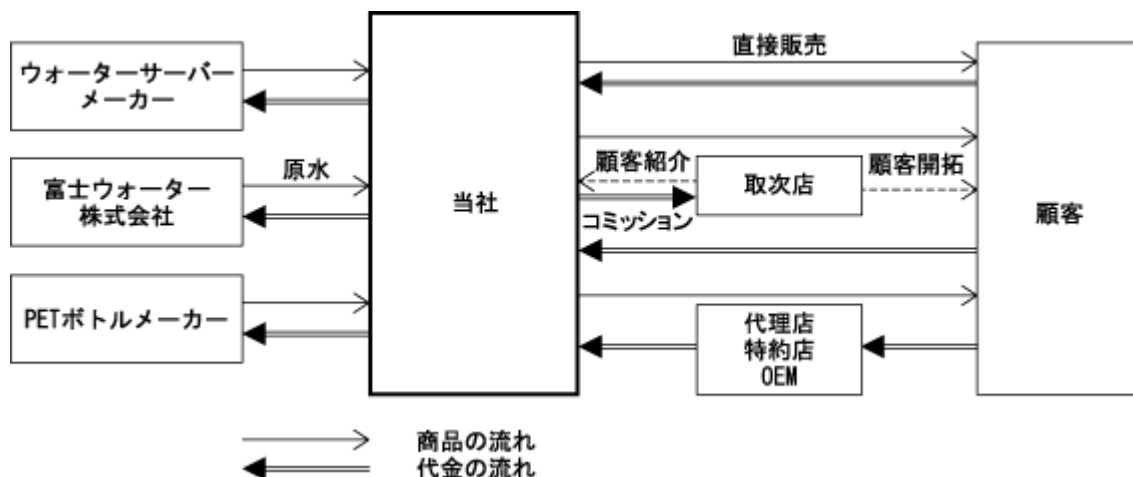 ウォーターサーバー
メーカー
富士ウォーター
株式会社
原水
PETボトルメーカー
当社
直接販売
顧客紹介
取次店
顧客開拓
コミッション
代理店
特約店
OEM
顧客
商品の流れ
代金の流れ